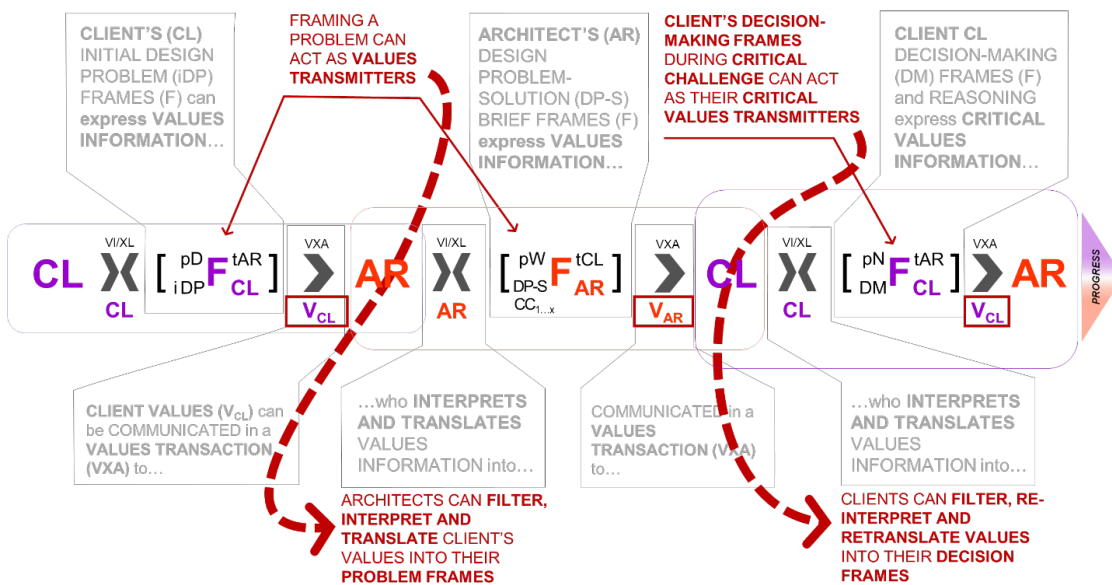 CLIENT'S (CL)
INITIAL DESIGN
PROBLEM (iDP)
FRAMES (F) can
express VALUES
INFORMATION…
FRAMING A
PROBLEM CAN
ACT AS VALUES
TRANSMITTERS
ARCHITECT'S (AR)
DESIGN
PROBLEM-
SOLUTION (DP-S)
BRIEF FRAMES (F)
express VALUES
INFORMATION…
CLIENT'S DECISION-
MAKING FRAMES
DURING CRITICAL
CHALLENGE CAN ACT
AS THEIR CRITICAL
VALUES TRANSMITTERS
CLIENT CL
DECISION-MAKING
(DM) FRAMES (F)
and REASONING
express CRITICAL
VALUES
INFORMATION…
CL
VI/XL
CL
[ pD F tAR ]
iDP CL
VXA
VCL
AR
VI/XL
AR
[ pW F tCL ]
DP-S AR
CC1…x
VXA
VAR
CL
VI/XL
CL
[ pN F tAR ]
DM CL
VXA
VCL
AR
PROGRESS
CLIENT VALUES (VCL) can
be COMMUNICATED in a
VALUES TRANSACTION
(VXA) to…
…who INTERPRETS
AND TRANSLATES
VALUES
INFORMATION into…
COMMUNICATED in a
VALUES
TRANSACTION (VXA)
to…
…who INTERPRETS
AND TRANSLATES
VALUES
INFORMATION into…
ARCHITECTS CAN FILTER,
INTERPRET AND
TRANSLATE CLIENT'S
VALUES INTO THEIR
PROBLEM FRAMES
CLIENTS CAN FILTER, RE-
INTERPRET AND
RETRANSLATE VALUES
INTO THEIR DECISION
FRAMES